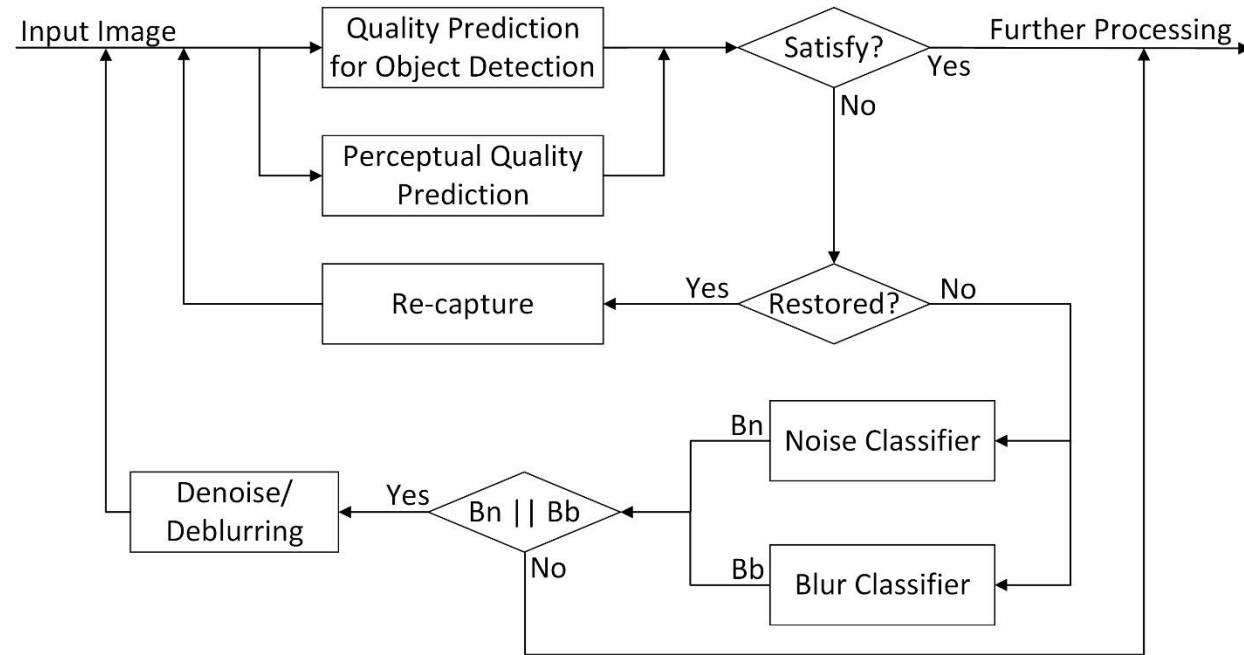 Input Image
Quality Prediction
for Object Detection
Satisfy?
Further Processing
Yes
No
Perceptual Quality
Prediction
Re-capture
Yes
Restored?
No
Bn
Noise Classifier
Denoise/
Deblurring
Yes
Bn || Bb
No
Bb
Blur Classifier